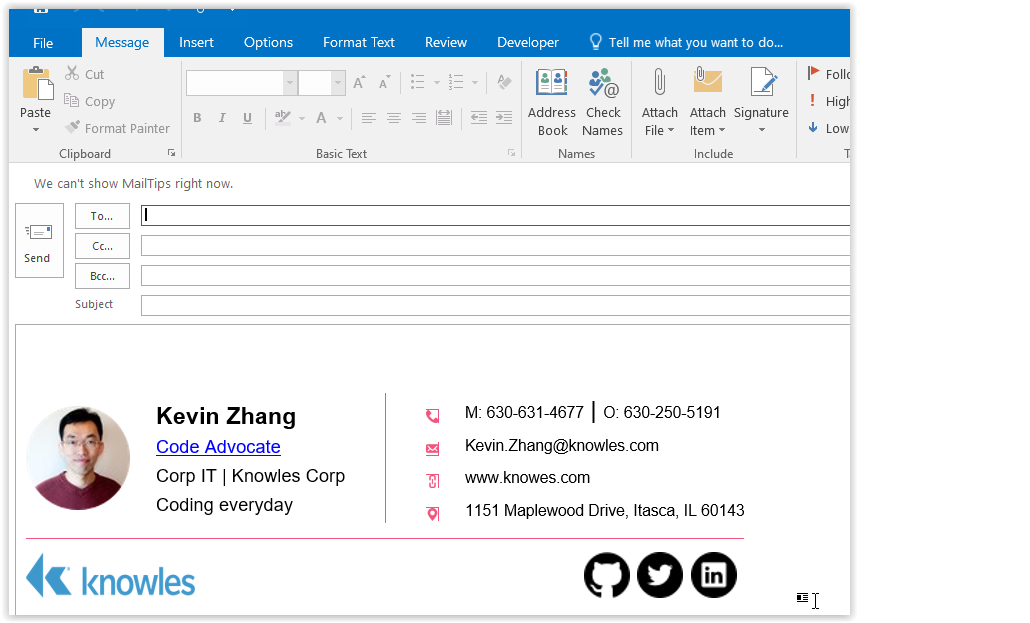 File Message Insert Options Format Text Review Developer Tell me what you want to do...
Paste
Cut
Copy
Format Painter
Clipboard
B I U
A
Basic Text
Address Book
Check Names
Names
Attach File
Attach Item
Signature
Include
Follo
High
Low
We can't show MailTips right now.
Send
To...
Cc...
Bcc...
Subject
Kevin Zhang
Code Advocate
Corp IT | Knowles Corp
Coding everyday
M: 630-631-4677 | O: 630-250-5191
Kevin.Zhang@knowles.com
www.knowes.com
1151 Maplewood Drive, Itasca, IL 60143
knowles
in